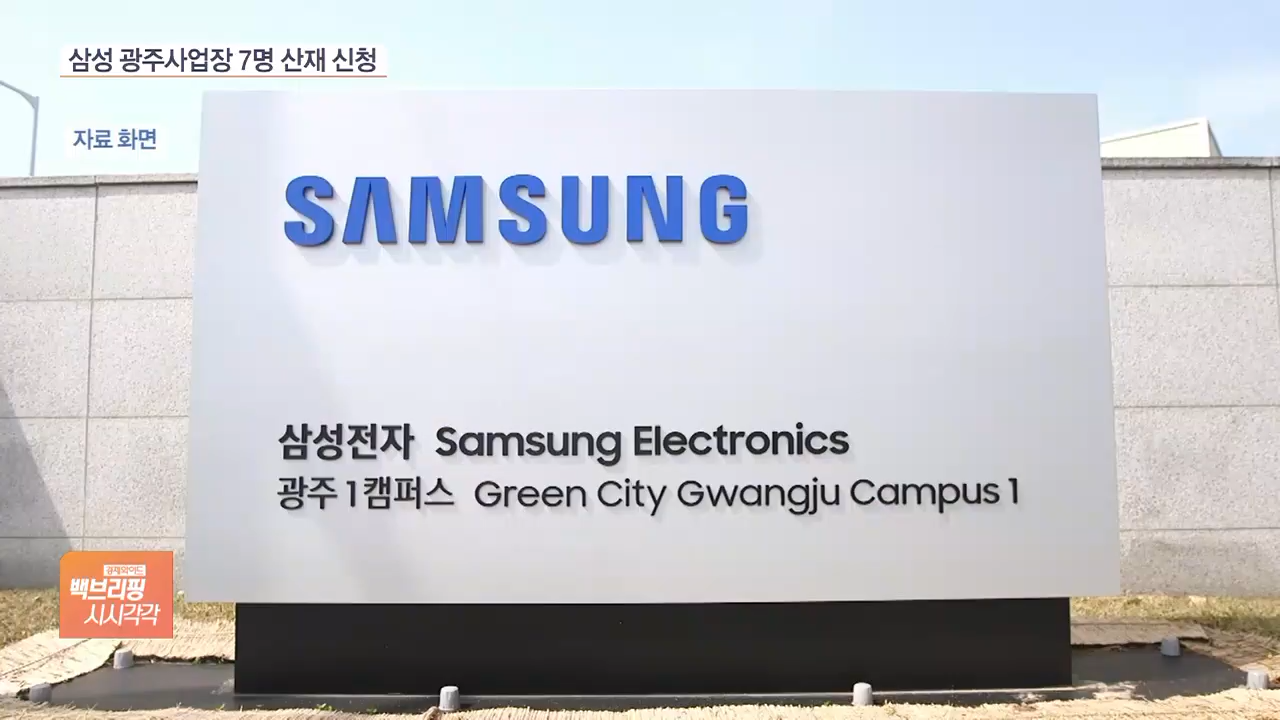 삼성 광주사업장 7명 산재 신청
자료 화면
SAMSUNG
삼성전자 Samsung Electronics
광주 1캠퍼스 Green City Gwangju Campus 1
경제와이드
백브리핑
시시각각